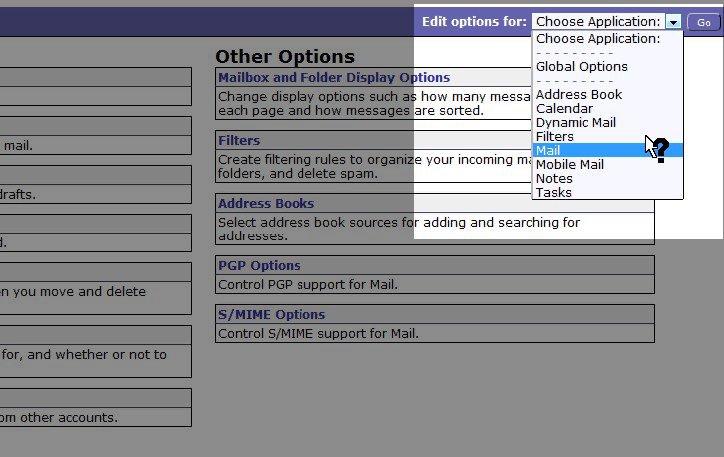 Edit options for: Choose Application: Go
Choose Application:
- - - - - - - - -
Global Options
- - - - - - - - -
Address Book
Calendar
Dynamic Mail
Filters
Mail
Mobile Mail
Notes
Tasks
Other Options
Mailbox and Folder Display Options
Change display options such as how many messa
each page and how messages are sorted.
Filters
Create filtering rules to organize your incoming ma
folders, and delete spam.
Address Books
Select address book sources for adding and searching for
addresses.
PGP Options
Control PGP support for Mail.
S/MIME Options
Control S/MIME support for Mail.
mail.
rafts.
d.
en you move and delete
for, and whether or not to
om other accounts.